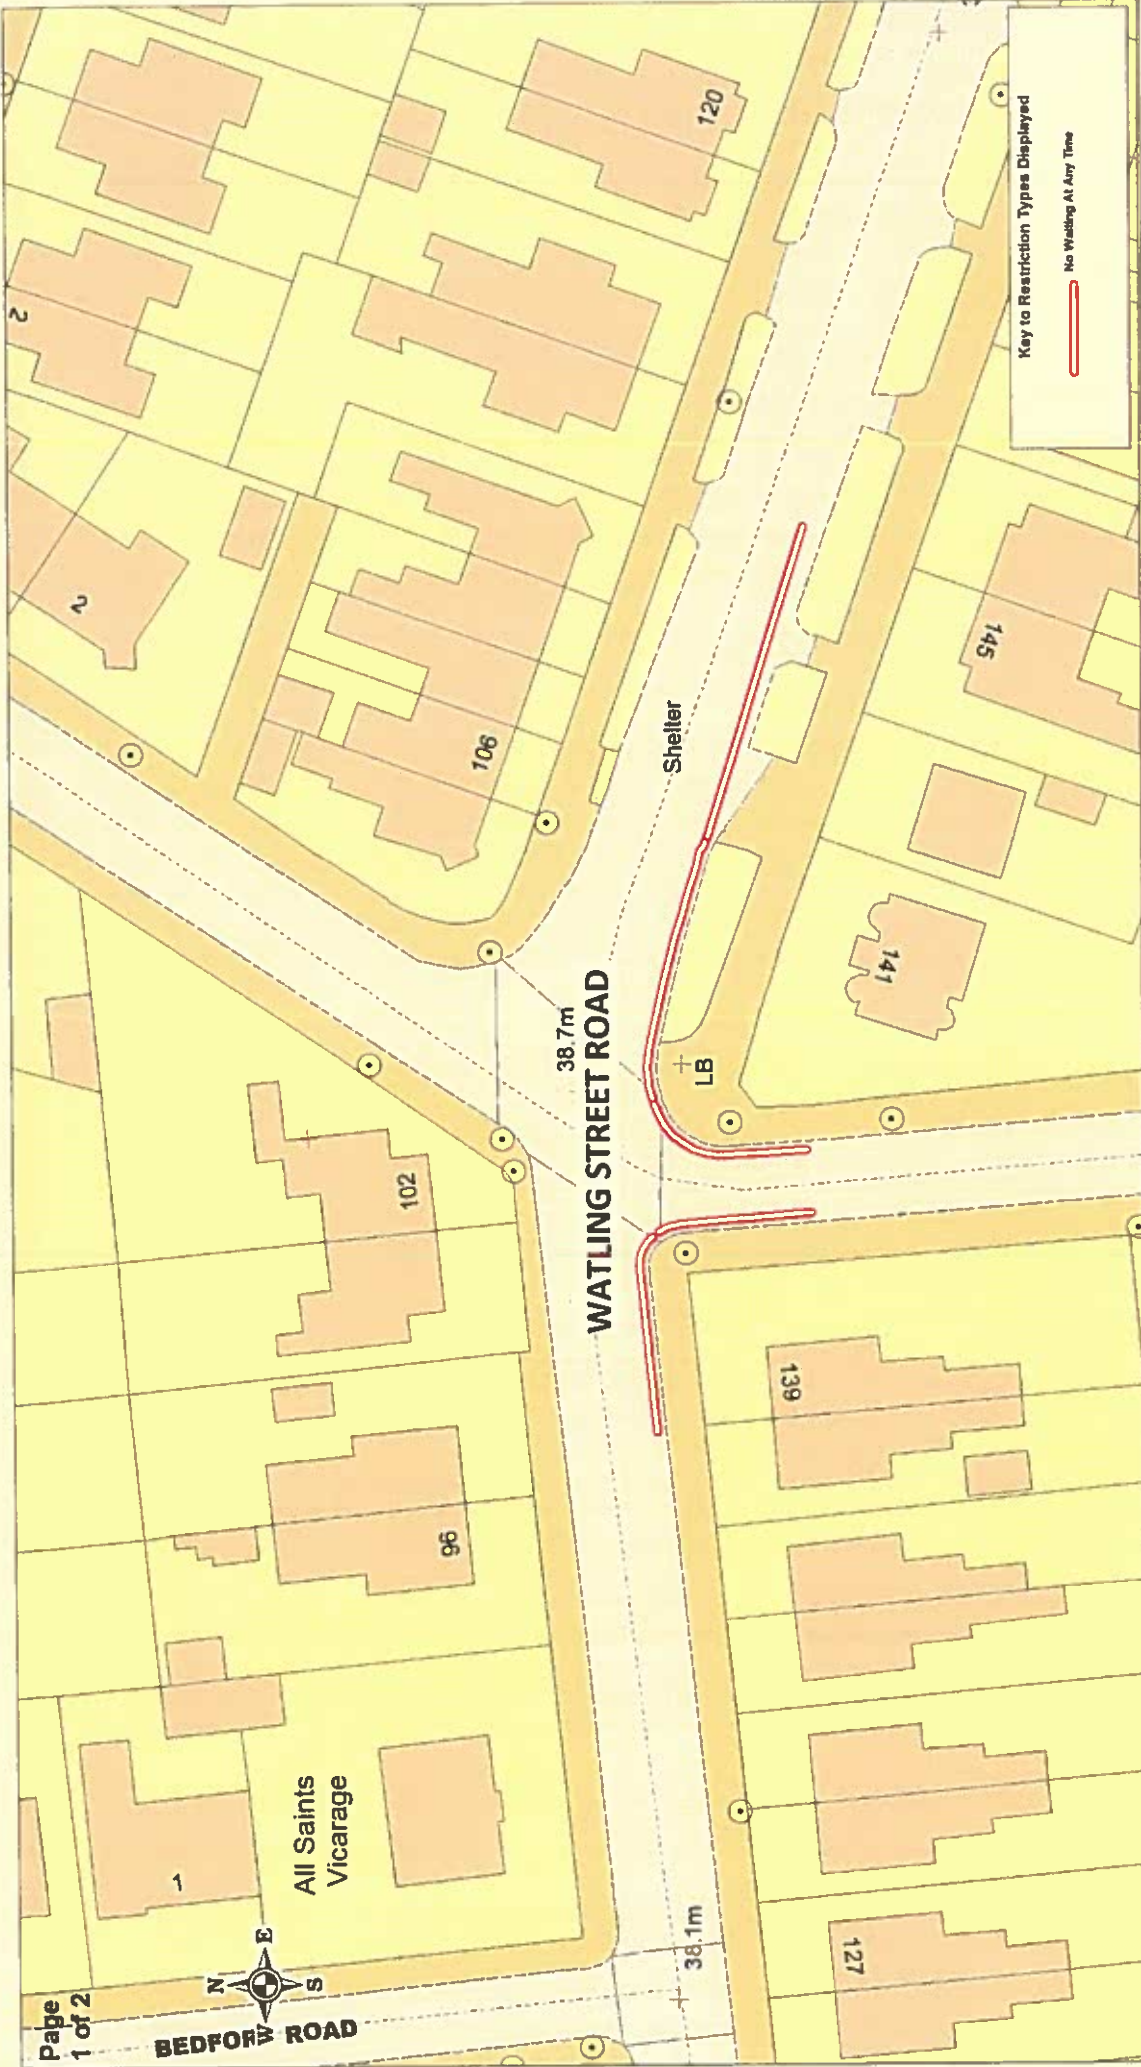 Page
1 of 2
N
E
S
W
BEDFORD ROAD
1
All Saints
Vicarage
96
102
2
2
106
120
38.7m
WATLING STREET ROAD
Shelter
LB
38.1m
127
139
141
145
Key to Restriction Types Displayed
No Waiting At Any Time